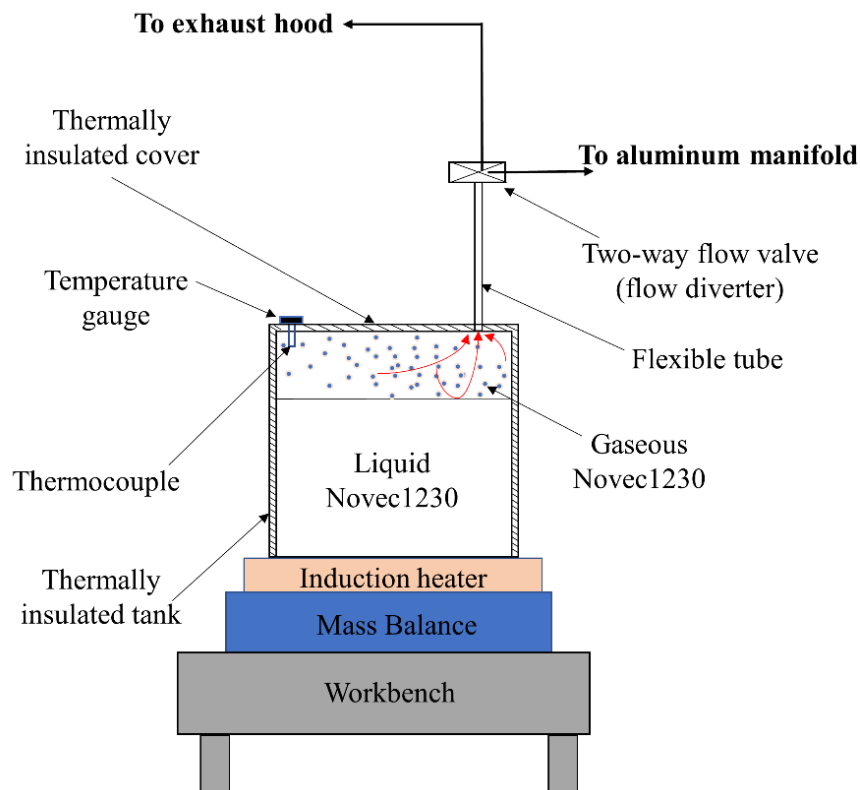 To exhaust hood
Thermally
insulated cover
To aluminum manifold
Two-way flow valve
(flow diverter)
Temperature
gauge
Flexible tube
Gaseous
Novec1230
Liquid
Novec1230
Thermocouple
Thermally
insulated tank
Induction heater
Mass Balance
Workbench